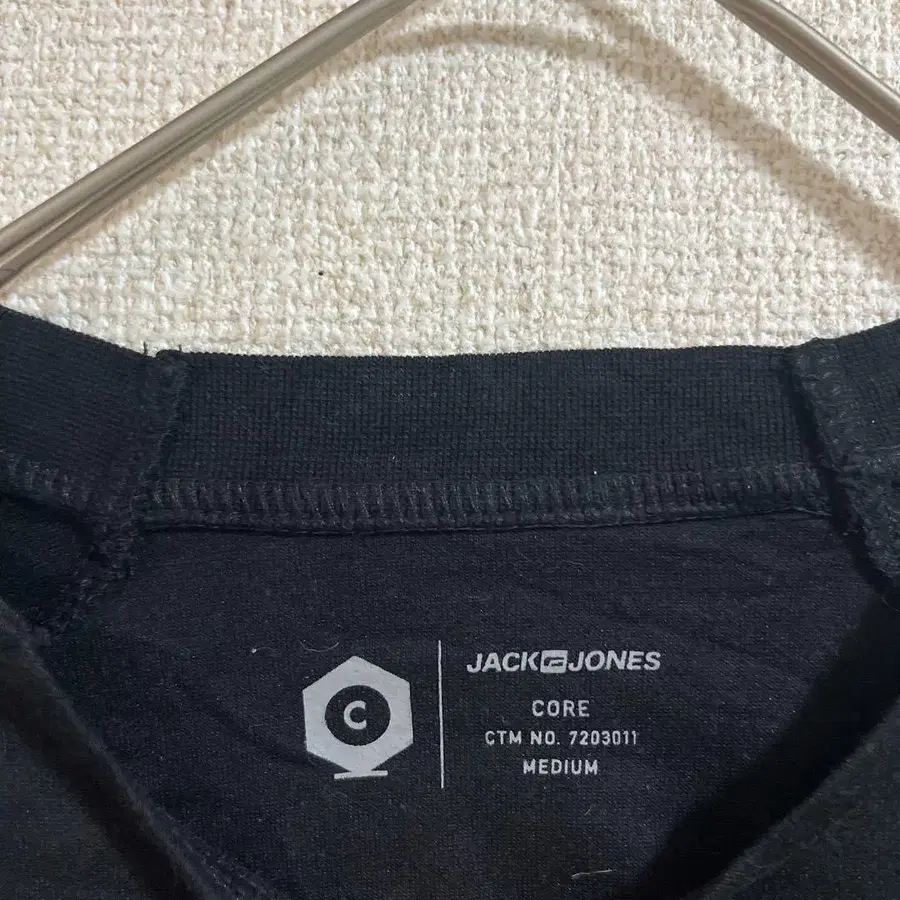 C
JACK JONES
CORE
CTM NO. 7203011
MEDIUM